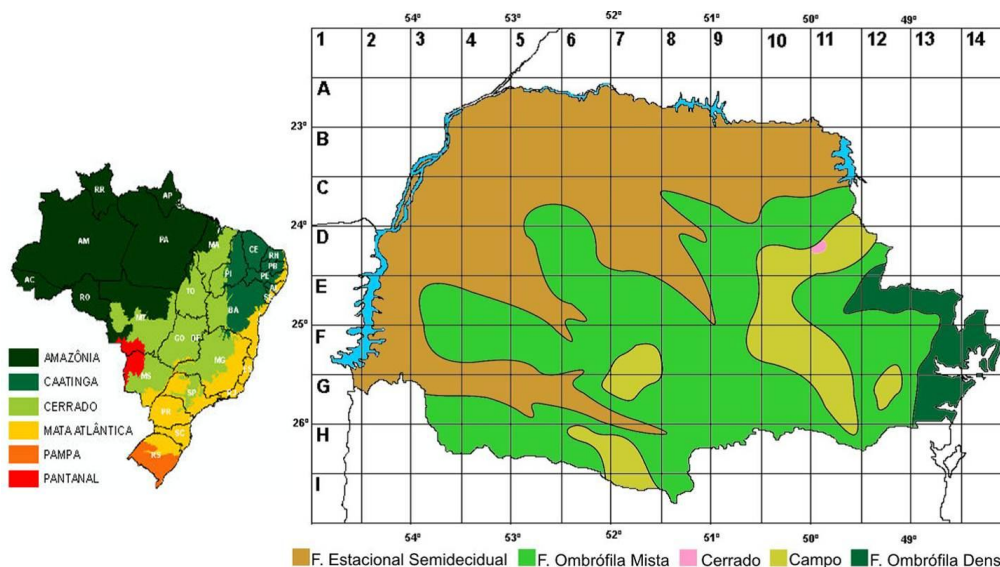 54° 53° 52° 51° 50° 49°
1 2 3 4 5 6 7 8 9 10 11 12 13 14
A
23°
B
C
24°
D
E
25°
F
G
26°
H
I
54° 53° 52° 51° 50° 49°
F. Estacional Semidecidual F. Ombrófila Mista Cerrado Campo F. Ombrófila Dens
RR AP
AM PA MA CE
RN
PB
PI PE
AC RO TO
BA
MT
GO DF
MG
MS
SP
PR
SC
RS
AMAZÔNIA
CAATINGA
CERRADO
MATA ATLÂNTICA
PAMPA
PANTANAL